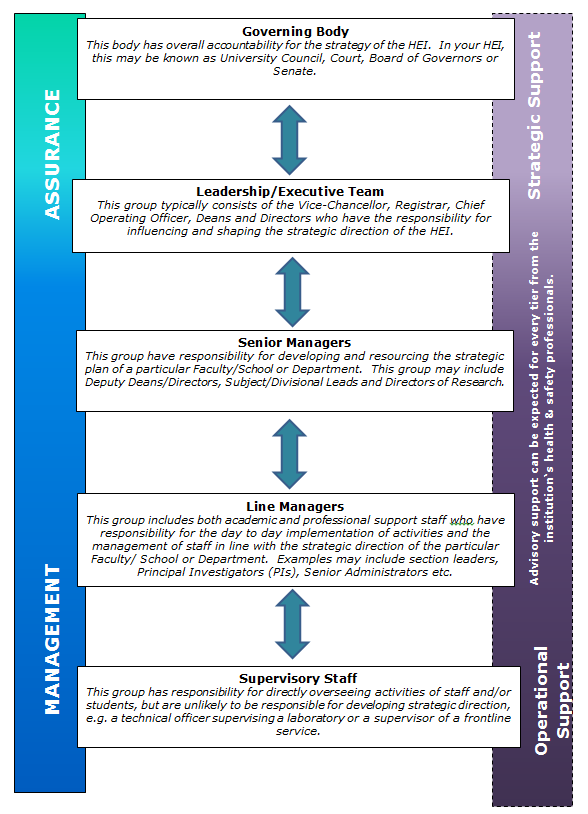 Governing Body
This body has overall accountability for the strategy of the HEI.  In your HEI,
this may be known as University Council, Court, Board of Governors or
Senate.
Leadership/Executive Team
This group typically consists of the Vice-Chancellor, Registrar, Chief
Operating Officer, Deans and Directors who have the responsibility for
influencing and shaping the strategic direction of the HEI.
Senior Managers
This group have responsibility for developing and resourcing the strategic
plan of a particular Faculty/School or Department.  This group may include
Deputy Deans/Directors, Subject/Divisional Leads and Directors of Research.
Line Managers
This group includes both academic and professional support staff who have
responsibility for the day to day implementation of activities and the
management of staff in line with the strategic direction of the particular
Faculty/ School or Department.  Examples may include section leaders,
Principal Investigators (PIs), Senior Administrators etc.
Supervisory Staff
This group has responsibility for directly overseeing activities of staff and/or
students, but are unlikely to be responsible for developing strategic direction,
e.g. a technical officer supervising a laboratory or a supervisor of a frontline
service.
ASSURANCE
MANAGEMENT
Strategic Support
Advisory support can be expected for every tier from the
institution's health & safety professionals.
Operational
Support